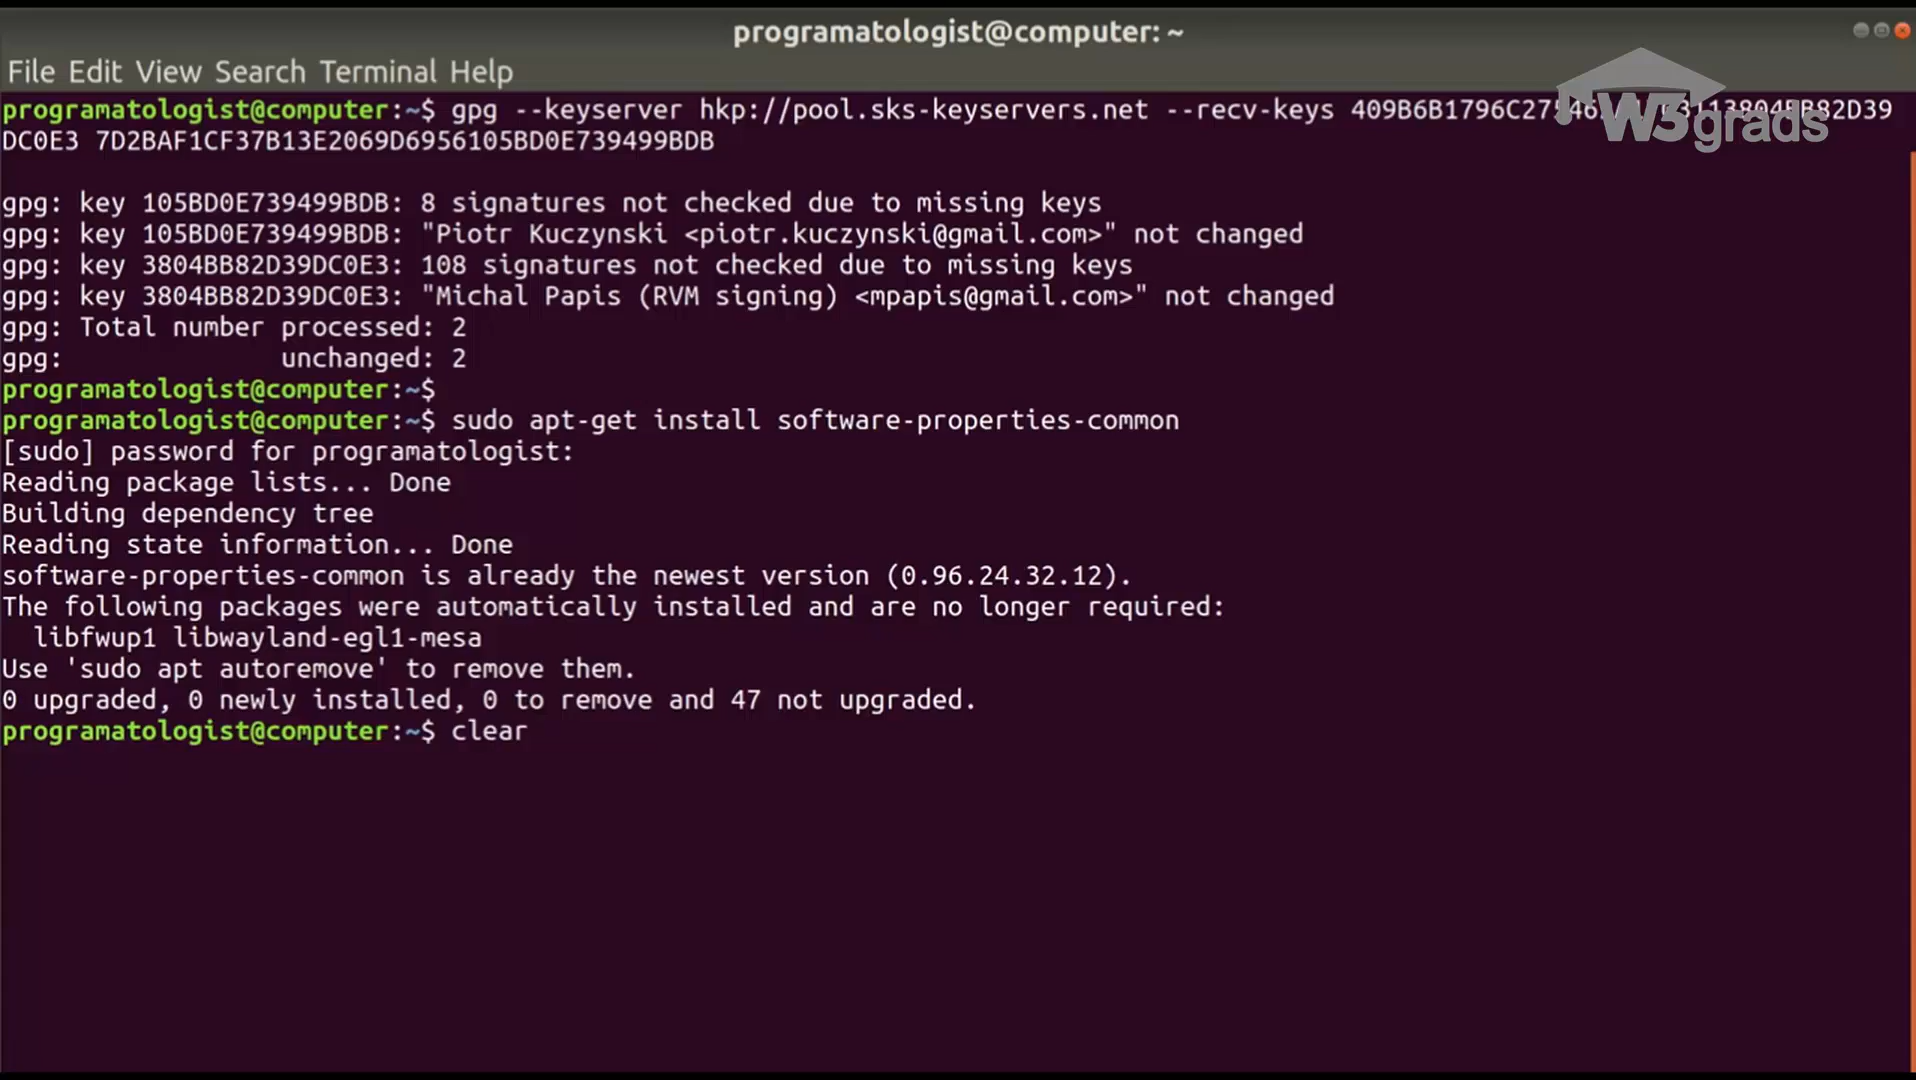 programatologist@computer: ~
File Edit View Search Terminal Help
W3grads
programatologist@computer:~$ gpg --keyserver hkp://pool.sks-keyservers.net --recv-keys
DC0E3 7D2BAF1CF37B13E2069D6956105BD0E739499BDB
gpg: key 105BD0E739499BDB: 8 signatures not checked due to missing keys
gpg: key 105BD0E739499BDB: "Piotr Kuczynski <piotr.kuczynski@gmail.com>" not changed
gpg: key 3804BB82D39DC0E3: 108 signatures not checked due to missing keys
gpg: key 3804BB82D39DC0E3: "Michal Papis (RVM signing) <mpapis@gmail.com>" not changed
gpg: Total number processed: 2
gpg:              unchanged: 2
programatologist@computer:~$
programatologist@computer:~$ sudo apt-get install software-properties-common
[sudo] password for programatologist:
Reading package lists... Done
Building dependency tree
Reading state information... Done
software-properties-common is already the newest version (0.96.24.32.12).
The following packages were automatically installed and are no longer required:
  libfwup1 libwayland-egl1-mesa
Use 'sudo apt autoremove' to remove them.
0 upgraded, 0 newly installed, 0 to remove and 47 not upgraded.
programatologist@computer:~$ clear